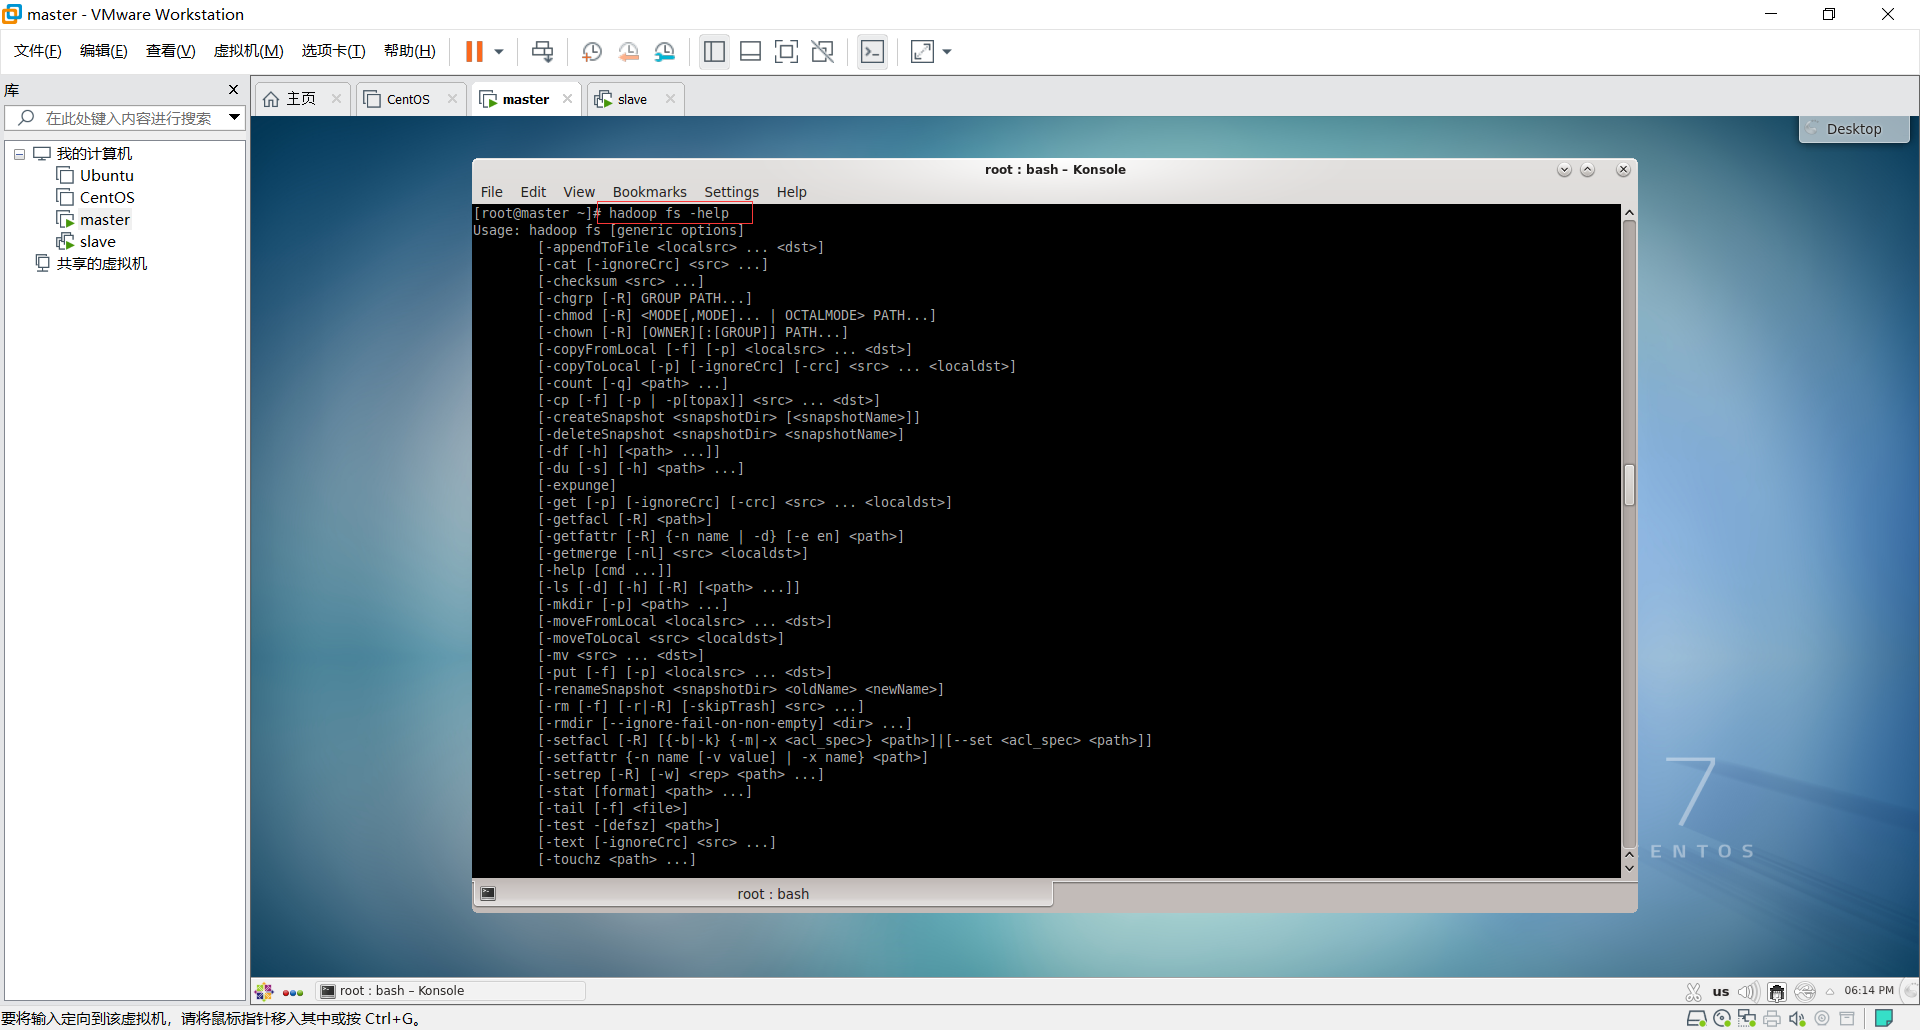 master - VMware Workstation
文件(F) 编辑(E) 查看(V) 虚拟机(M) 选项卡(T) 帮助(H)
库
在此处键入内容进行搜索
我的计算机
Ubuntu
CentOS
master
slave
共享的虚拟机
主页 CentOS master slave
Desktop
root : bash – Konsole
File Edit View Bookmarks Settings Help
[root@master ~]# hadoop fs -help
Usage: hadoop fs [generic options]
[-appendToFile <localsrc> ... <dst>]
[-cat [-ignoreCrc] <src> ...]
[-checksum <src> ...]
[-chgrp [-R] GROUP PATH...]
[-chmod [-R] <MODE[,MODE]... | OCTALMODE> PATH...]
[-chown [-R] [OWNER][:[GROUP]] PATH...]
[-copyFromLocal [-f] [-p] <localsrc> ... <dst>]
[-copyToLocal [-p] [-ignoreCrc] [-crc] <src> ... <localdst>]
[-count [-q] <path> ...]
[-cp [-f] [-p | -p[topax]] <src> ... <dst>]
[-createSnapshot <snapshotDir> [<snapshotName>]]
[-deleteSnapshot <snapshotDir> <snapshotName>]
[-df [-h] [<path> ...]]
[-du [-s] [-h] <path> ...]
[-expunge]
[-get [-p] [-ignoreCrc] [-crc] <src> ... <localdst>]
[-getfacl [-R] <path>]
[-getfattr [-R] {-n name | -d} [-e en] <path>]
[-getmerge [-nl] <src> <localdst>]
[-help [cmd ...]]
[-ls [-d] [-h] [-R] [<path> ...]]
[-mkdir [-p] <path> ...]
[-moveFromLocal <localsrc> ... <dst>]
[-moveToLocal <src> <localdst>]
[-mv <src> ... <dst>]
[-put [-f] [-p] <localsrc> ... <dst>]
[-renameSnapshot <snapshotDir> <oldName> <newName>]
[-rm [-f] [-r|-R] [-skipTrash] <src> ...]
[-rmdir [--ignore-fail-on-non-empty] <dir> ...]
[-setfacl [-R] [{-b|-k} {-m|-x <acl_spec>} <path>]|[--set <acl_spec> <path>]]
[-setfattr {-n name [-v value] | -x name} <path>]
[-setrep [-R] [-w] <rep> <path> ...]
[-stat [format] <path> ...]
[-tail [-f] <file>]
[-test -[defsz] <path>]
[-text [-ignoreCrc] <src> ...]
[-touchz <path> ...]
7
ENTOS
root : bash
root : bash – Konsole
us
06:14 PM
要将输入定向到该虚拟机，请将鼠标指针移入其中或按 Ctrl+G。